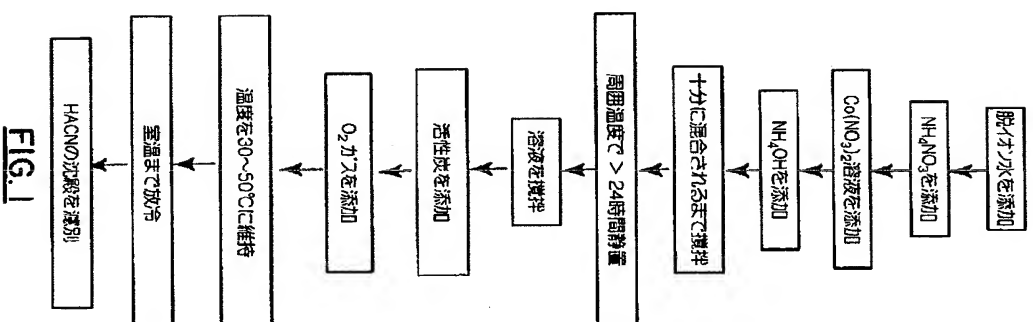 脱イオン水を添加
NH4NO3を添加
Co(NO3)2溶液を添加
NH4OHを添加
十分に混合されるまで撹拌
周囲温度で > 24時間静置
溶液を撹拌
活性炭を添加
O2ガスを添加
温度を30~50℃に維持
室温まで放冷
HACNの沈殿を濾別
FIG. 1